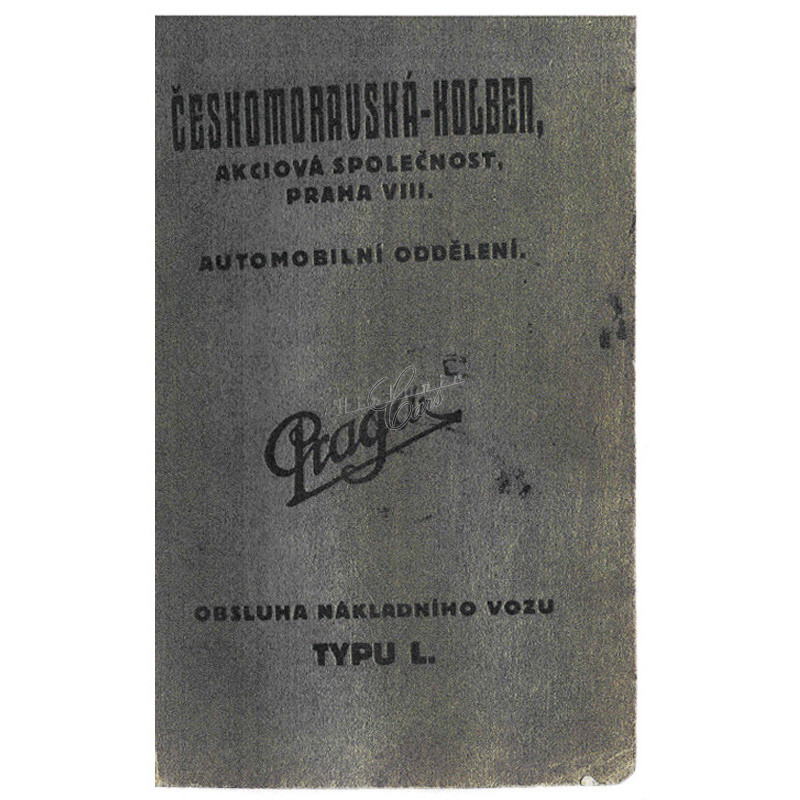 ČESKOMORAVSKÁ-KOLBEN,
AKCIOVÁ SPOLEČNOST,
PRAHA VIII.
AUTOMOBILNÍ ODDĚLENÍ.
Praga
OBSLUHA NÁKLADNÍHO VOZU
TYPU L.